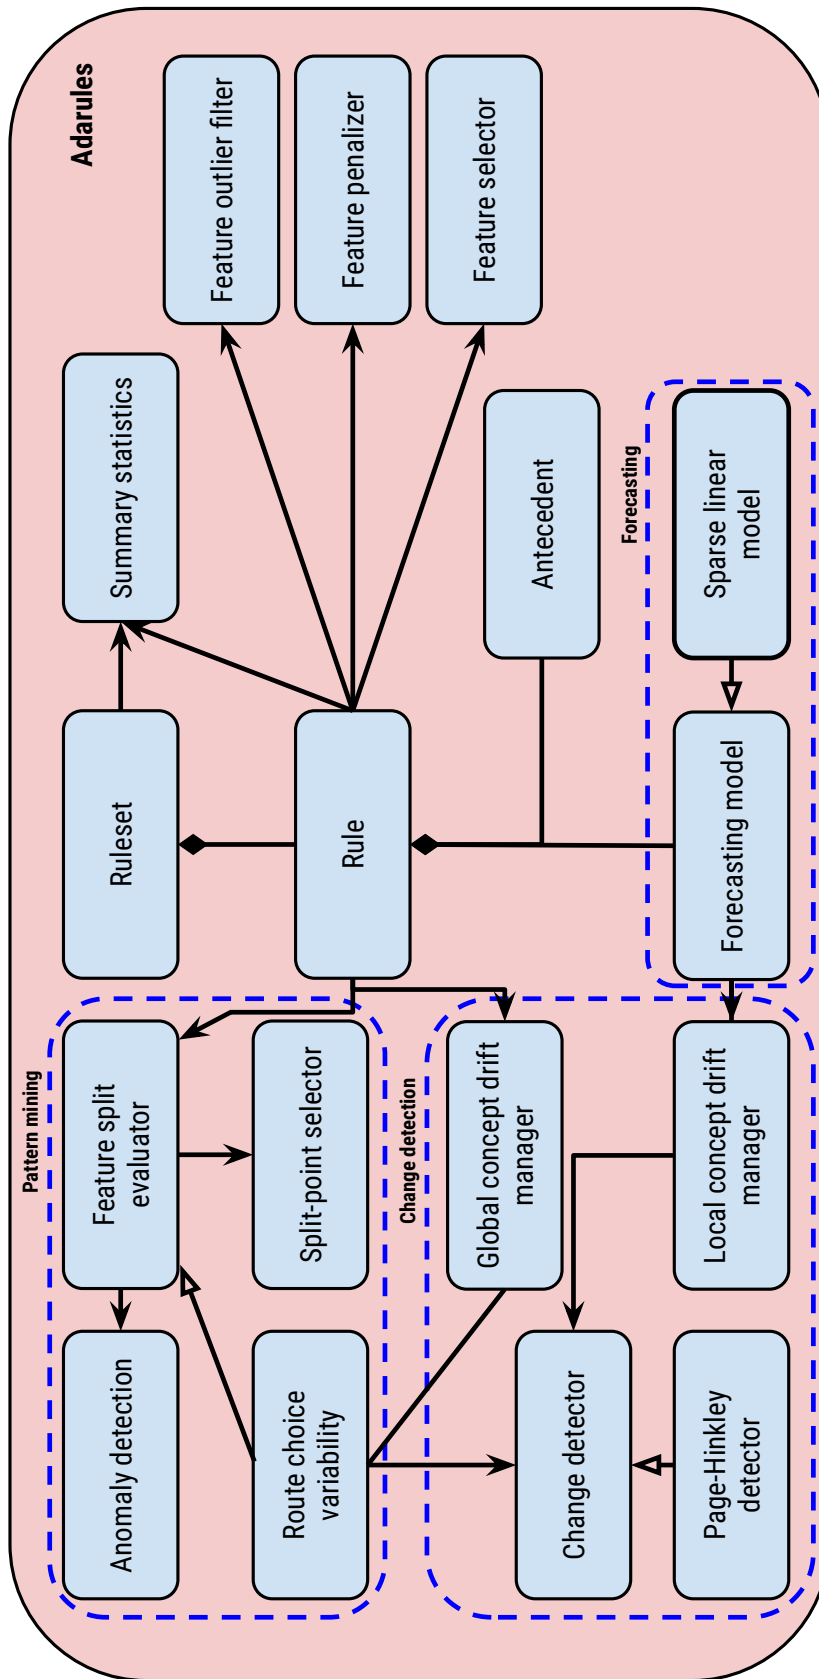 Pattern mining
Adarules
Anomaly detection
Feature split
evaluator
Ruleset
Summary statistics
Feature outlier filter
Route choice
variability
Split-point selector
Rule
Feature penalizer
Change detection
Feature selector
Global concept drift
manager
Antecedent
Change detector
Forecasting
Page-Hinkley
detector
Local concept drift
manager
Forecasting model
Sparse linear
model